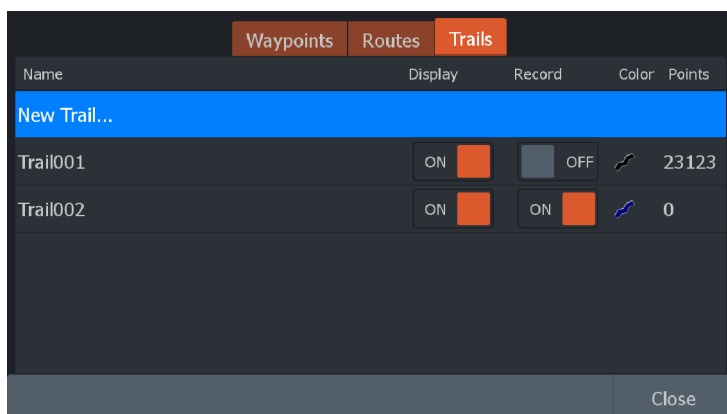 Waypoints Routes Trails
Name Display Record Color Points
New Trail...
Trail001 ON OFF 23123
Trail002 ON ON 0
Close